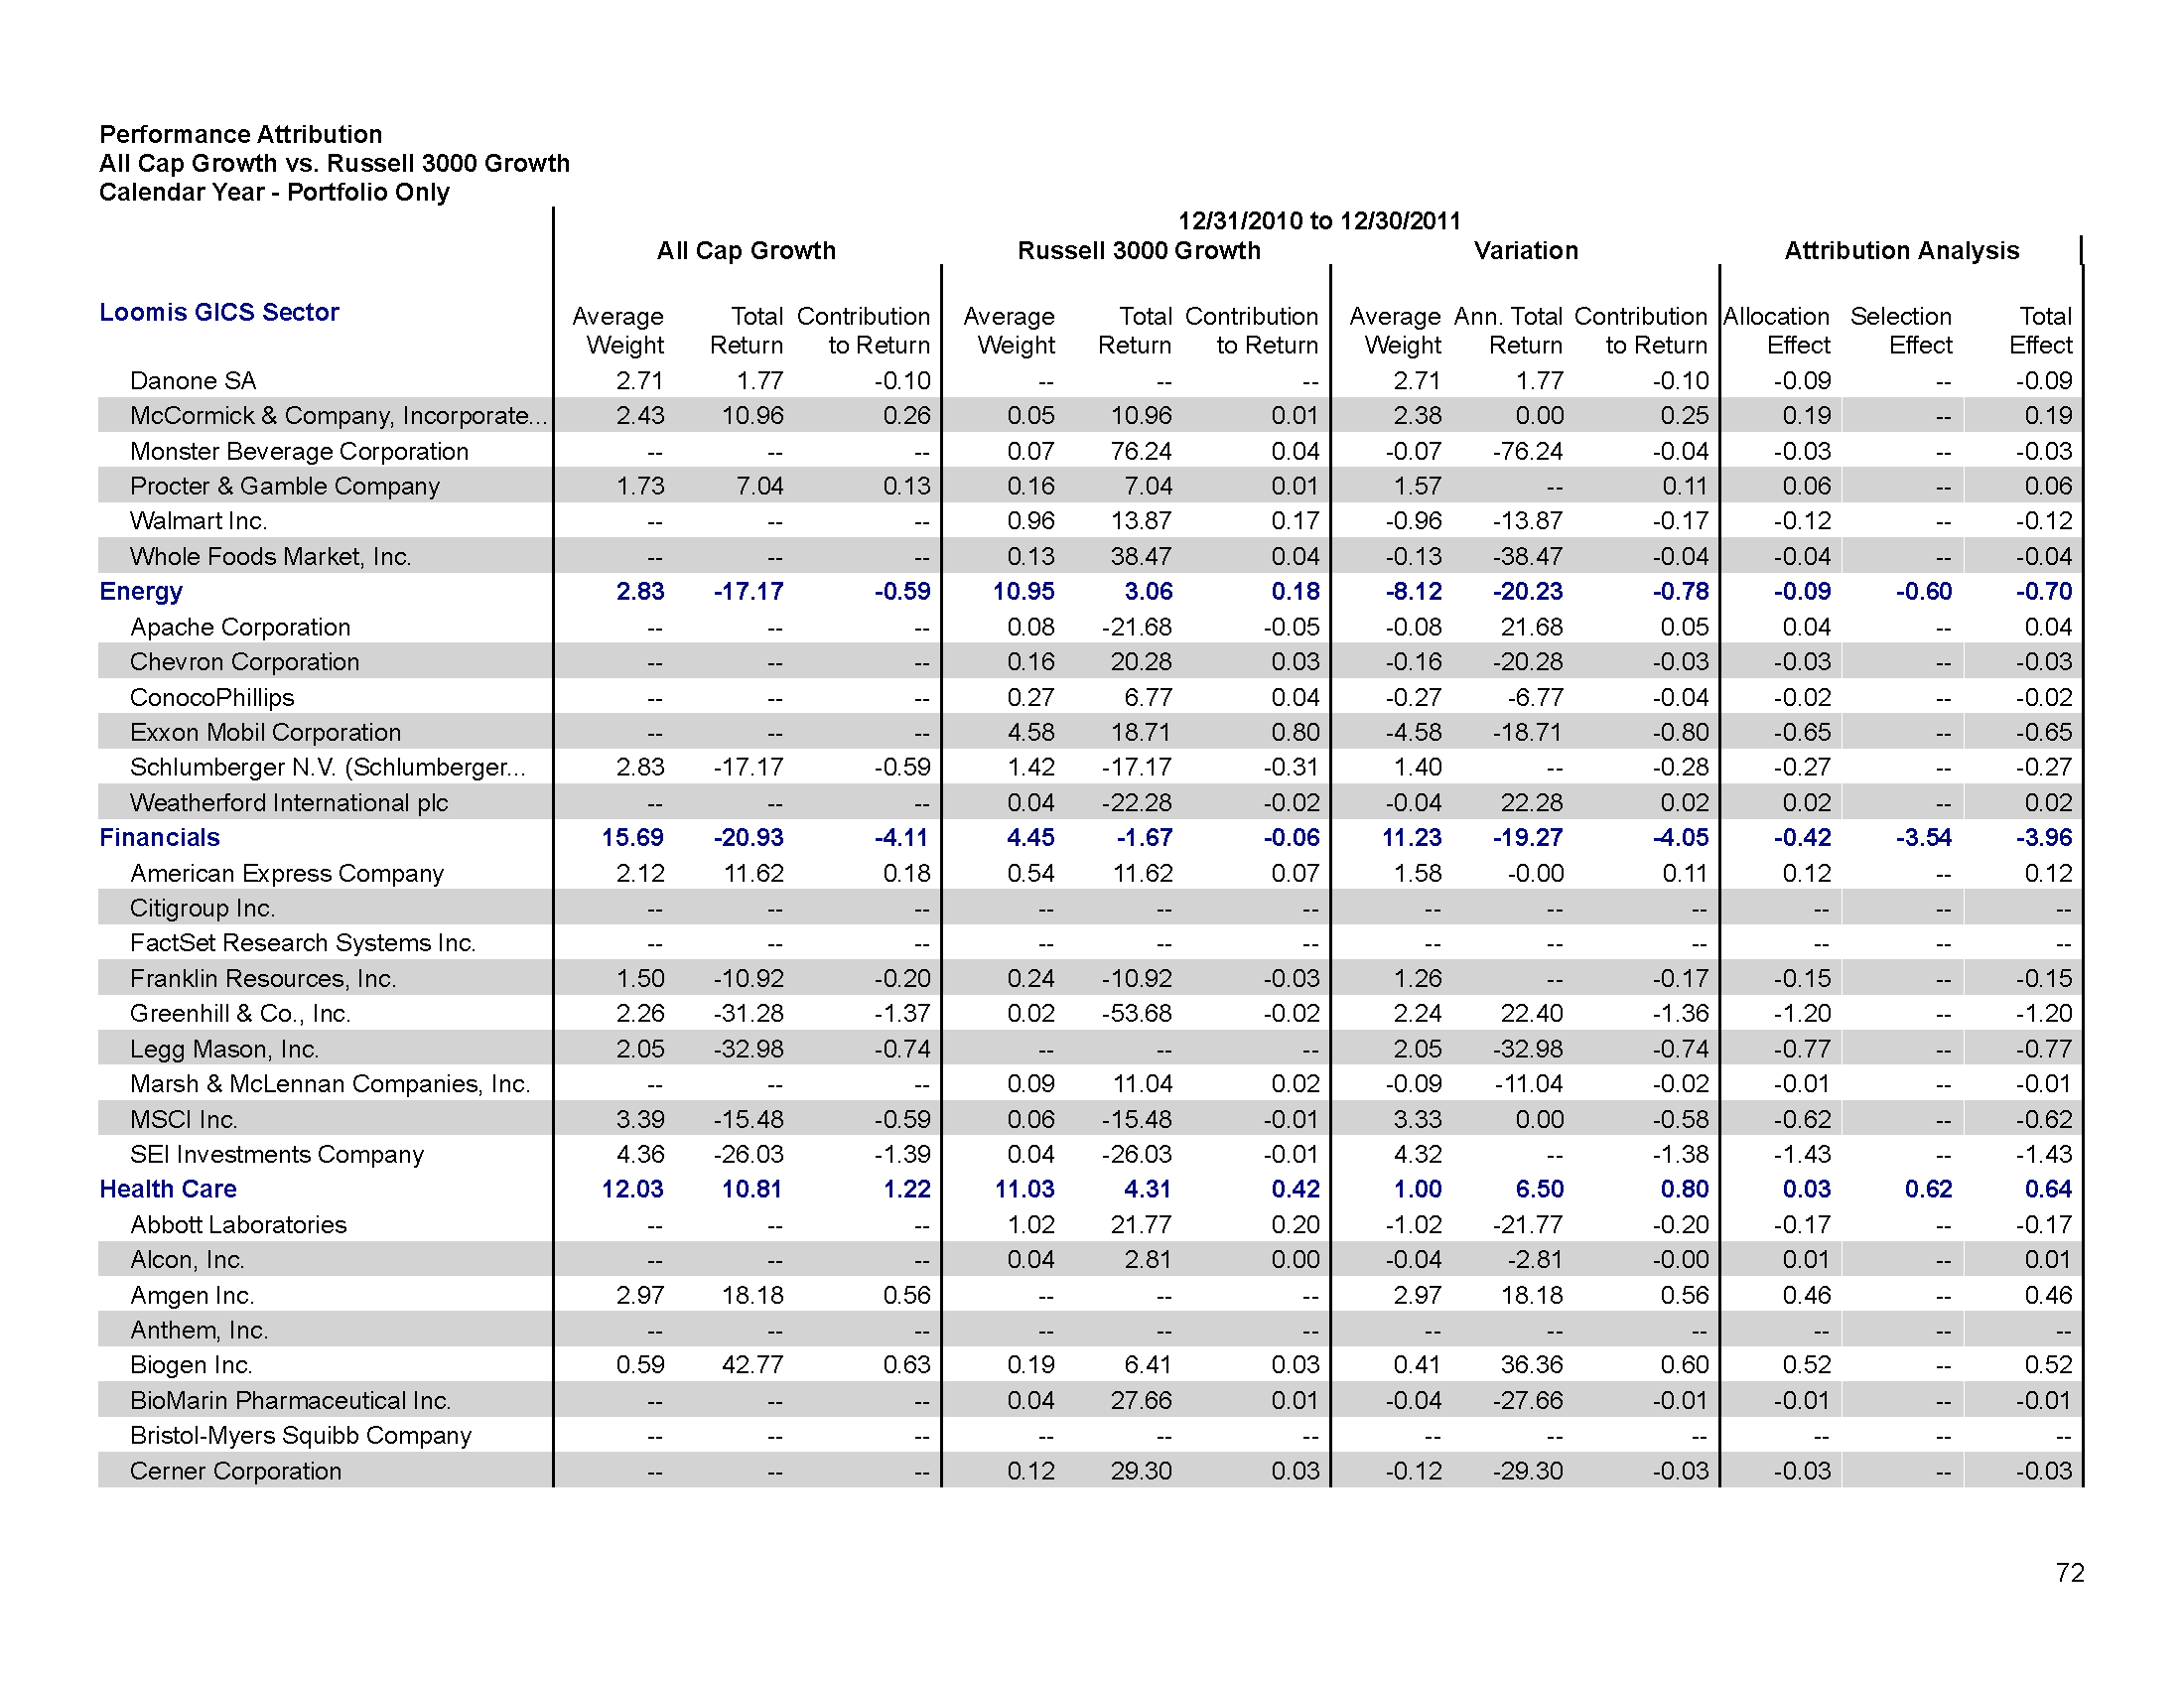 Performance Attribution
All Cap Growth vs. Russell 3000 Growth
Calendar Year - Portfolio Only
12/31/2010 to 12/30/2011
All Cap Growth Russell 3000 Growth Variation Attribution Analysis
Loomis GICS Sector Average Total Contribution Average Total Contribution Average Ann. Total Contribution Allocation Selection Total
Weight Return to Return Weight Return to Return Weight Return to Return Effect Effect Effect
Danone SA 2.71 1.77 -0.10 -- -- -- 2.71 1.77 -0.10 -0.09 -- -0.09
McCormick & Company, Incorporate... 2.43 10.96 0.26 0.05 10.96 0.01 2.38 0.00 0.25 0.19 -- 0.19
Monster Beverage Corporation -- -- -- 0.07 76.24 0.04 -0.07 -76.24 -0.04 -0.03 -- -0.03
Procter & Gamble Company 1.73 7.04 0.13 0.16 7.04 0.01 1.57 -- 0.11 0.06 -- 0.06
Walmart Inc. -- -- -- 0.96 13.87 0.17 -0.96 -13.87 -0.17 -0.12 -- -0.12
Whole Foods Market, Inc. -- -- -- 0.13 38.47 0.04 -0.13 -38.47 -0.04 -0.04 -- -0.04
Energy 2.83 -17.17 -0.59 10.95 3.06 0.18 -8.12 -20.23 -0.78 -0.09 -0.60 -0.70
Apache Corporation -- -- -- 0.08 -21.68 -0.05 -0.08 21.68 0.05 0.04 -- 0.04
Chevron Corporation -- -- -- 0.16 20.28 0.03 -0.16 -20.28 -0.03 -0.03 -- -0.03
ConocoPhillips -- -- -- 0.27 6.77 0.04 -0.27 -6.77 -0.04 -0.02 -- -0.02
Exxon Mobil Corporation -- -- -- 4.58 18.71 0.80 -4.58 -18.71 -0.80 -0.65 -- -0.65
Schlumberger N.V. (Schlumberger... 2.83 -17.17 -0.59 1.42 -17.17 -0.31 1.40 -- -0.28 -0.27 -- -0.27
Weatherford International plc -- -- -- 0.04 -22.28 -0.02 -0.04 22.28 0.02 0.02 -- 0.02
Financials 15.69 -20.93 -4.11 4.45 -1.67 -0.06 11.23 -19.27 -4.05 -0.42 -3.54 -3.96
American Express Company 2.12 11.62 0.18 0.54 11.62 0.07 1.58 -0.00 0.11 0.12 -- 0.12
Citigroup Inc. -- -- -- -- -- -- -- -- -- -- -- --
FactSet Research Systems Inc. -- -- -- -- -- -- -- -- -- -- -- --
Franklin Resources, Inc. 1.50 -10.92 -0.20 0.24 -10.92 -0.03 1.26 -- -0.17 -0.15 -- -0.15
Greenhill & Co., Inc. 2.26 -31.28 -1.37 0.02 -53.68 -0.02 2.24 22.40 -1.36 -1.20 -- -1.20
Legg Mason, Inc. 2.05 -32.98 -0.74 -- -- -- 2.05 -32.98 -0.74 -0.77 -- -0.77
Marsh & McLennan Companies, Inc. -- -- -- 0.09 11.04 0.02 -0.09 -11.04 -0.02 -0.01 -- -0.01
MSCI Inc. 3.39 -15.48 -0.59 0.06 -15.48 -0.01 3.33 0.00 -0.58 -0.62 -- -0.62
SEI Investments Company 4.36 -26.03 -1.39 0.04 -26.03 -0.01 4.32 -- -1.38 -1.43 -- -1.43
Health Care 12.03 10.81 1.22 11.03 4.31 0.42 1.00 6.50 0.80 0.03 0.62 0.64
Abbott Laboratories -- -- -- 1.02 21.77 0.20 -1.02 -21.77 -0.20 -0.17 -- -0.17
Alcon, Inc. -- -- -- 0.04 2.81 0.00 -0.04 -2.81 -0.00 0.01 -- 0.01
Amgen Inc. 2.97 18.18 0.56 -- -- -- 2.97 18.18 0.56 0.46 -- 0.46
Anthem, Inc. -- -- -- -- -- -- -- -- -- -- -- --
Biogen Inc. 0.59 42.77 0.63 0.19 6.41 0.03 0.41 36.36 0.60 0.52 -- 0.52
BioMarin Pharmaceutical Inc. -- -- -- 0.04 27.66 0.01 -0.04 -27.66 -0.01 -0.01 -- -0.01
Bristol-Myers Squibb Company -- -- -- -- -- -- -- -- -- -- -- --
Cerner Corporation -- -- -- 0.12 29.30 0.03 -0.12 -29.30 -0.03 -0.03 -- -0.03
72